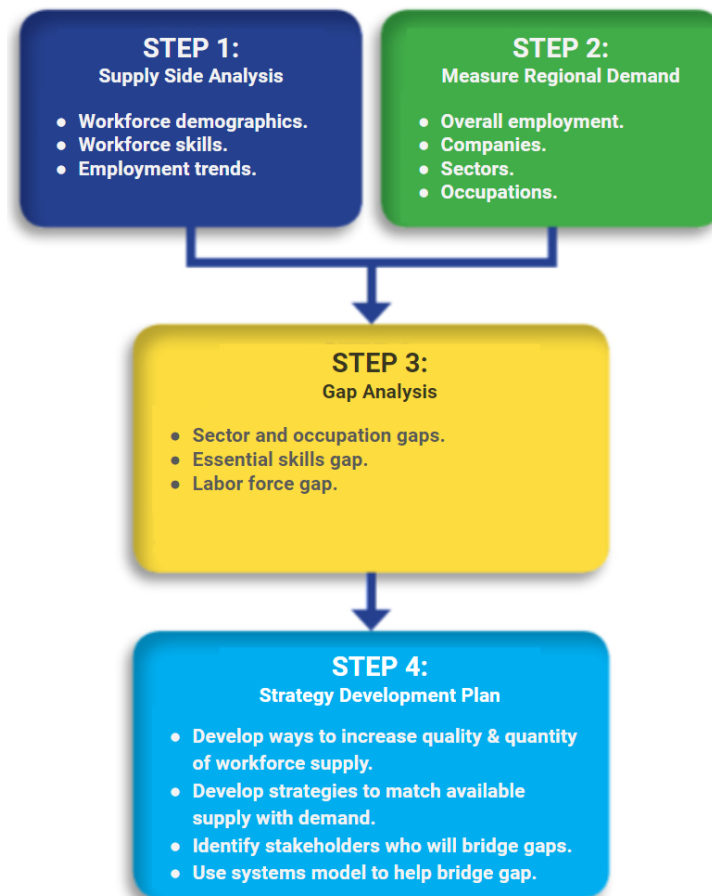 STEP 1:
Supply Side Analysis
● Workforce demographics.
● Workforce skills.
● Employment trends.
STEP 2:
Measure Regional Demand
● Overall employment.
● Companies.
● Sectors.
● Occupations.
STEP 3:
Gap Analysis
● Sector and occupation gaps.
● Essential skills gap.
● Labor force gap.
STEP 4:
Strategy Development Plan
● Develop ways to increase quality & quantity
of workforce supply.
● Develop strategies to match available
supply with demand.
● Identify stakeholders who will bridge gaps.
● Use systems model to help bridge gap.